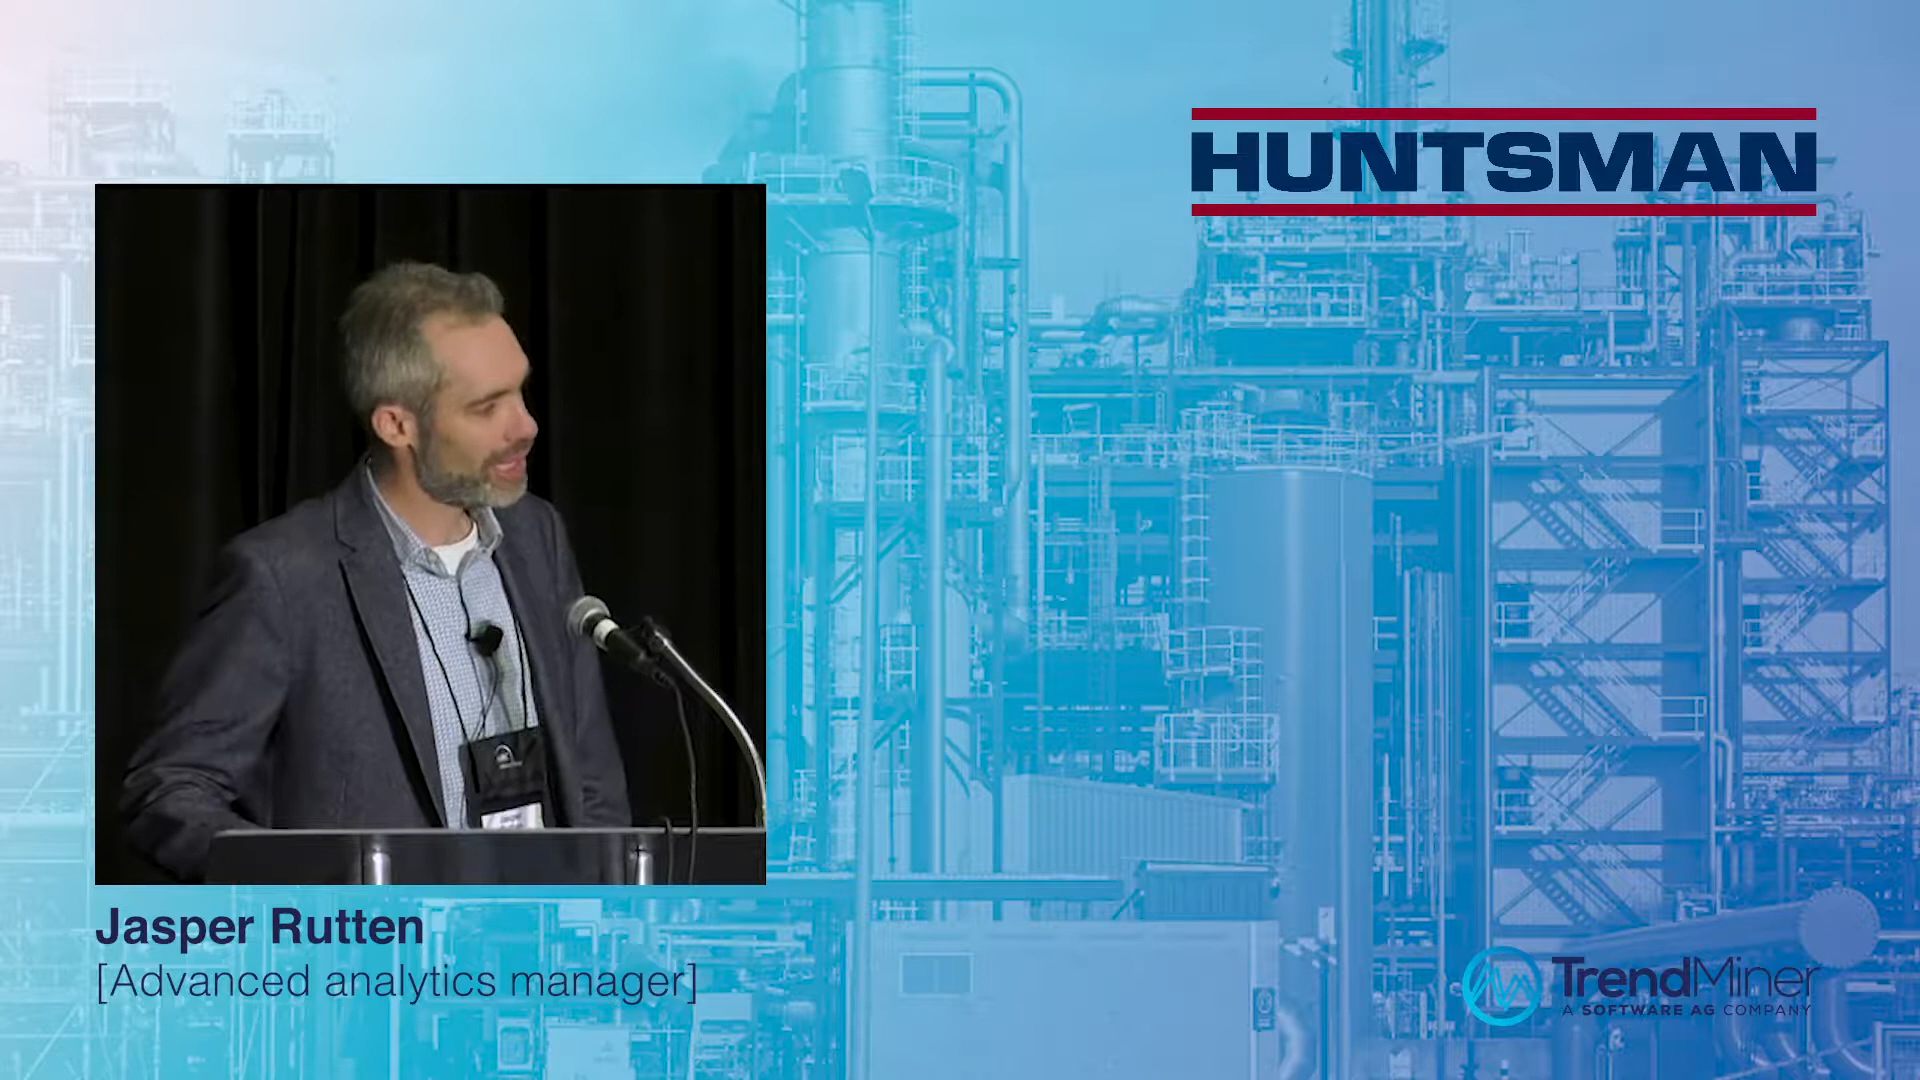 HUNTSMAN
Jasper Rutten
[Advanced analytics manager]
TrendMiner
A SOFTWARE AG COMPANY